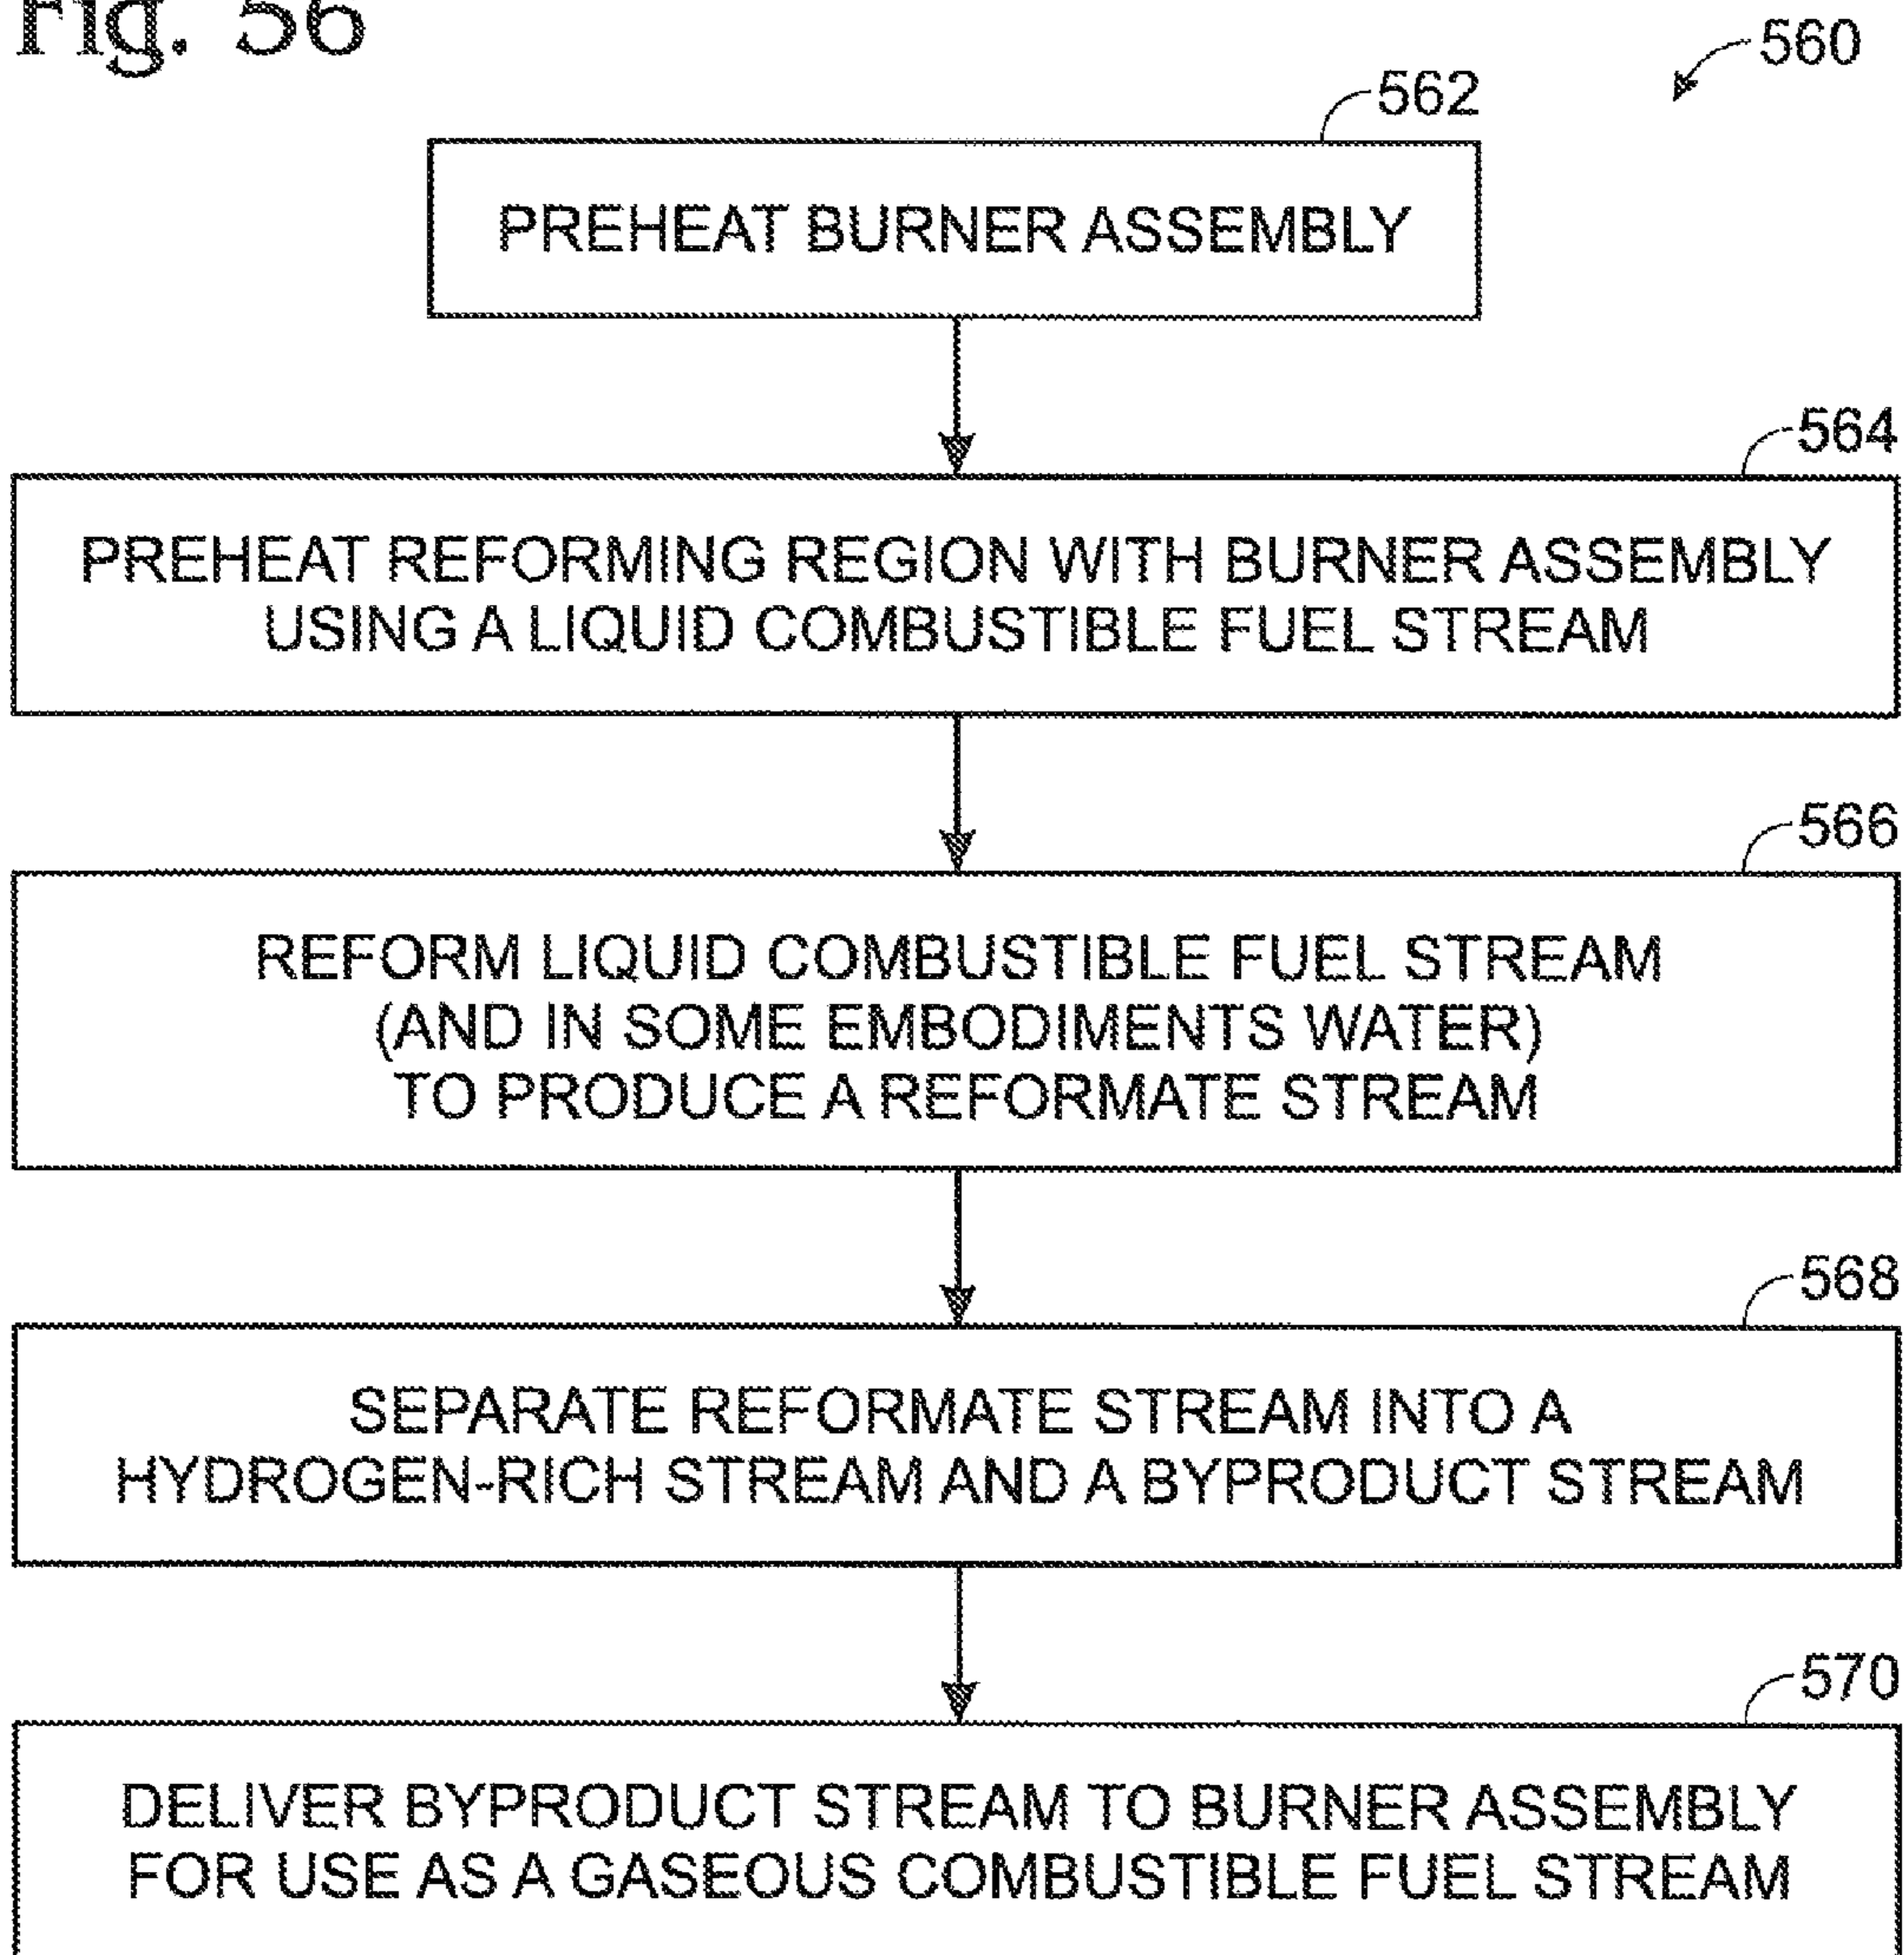 Fig. 56
560
562
PREHEAT BURNER ASSEMBLY
564
PREHEAT REFORMING REGION WITH BURNER ASSEMBLY
USING A LIQUID COMBUSTIBLE FUEL STREAM
566
REFORM LIQUID COMBUSTIBLE FUEL STREAM
(AND IN SOME EMBODIMENTS WATER)
TO PRODUCE A REFORMATE STREAM
568
SEPARATE REFORMATE STREAM INTO A
HYDROGEN-RICH STREAM AND A BYPRODUCT STREAM
570
DELIVER BYPRODUCT STREAM TO BURNER ASSEMBLY
FOR USE AS A GASEOUS COMBUSTIBLE FUEL STREAM